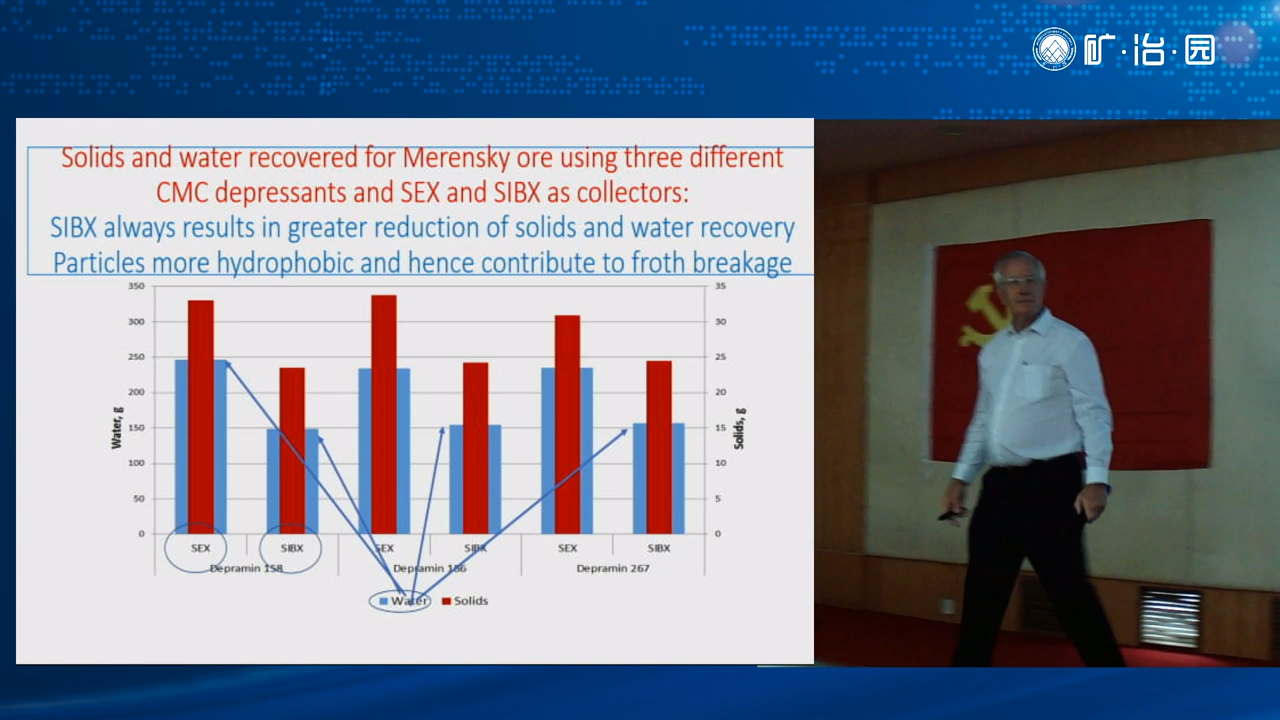 矿·冶·园
Solids and water recovered for Merensky ore using three different
CMC depressants and SEX and SIBX as collectors:
SIBX always results in greater reduction of solids and water recovery
Particles more hydrophobic and hence contribute to froth breakage
350
300
250
200
150
100
50
0
Water, g
35
30
25
20
15
10
5
0
Solids, g
SEX SIBX SEX SIBX SEX SIBX
Depramin 158 Depramin 186 Depramin 267
Water Solids